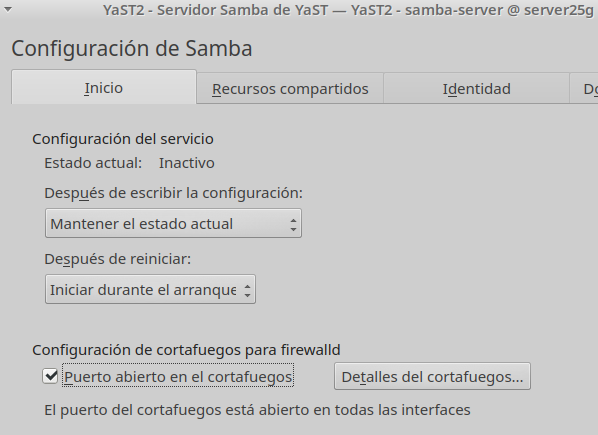 YaST2 - Servidor Samba de YaST — YaST2 - samba-server @ server25g
Configuración de Samba
Inicio
Recursos compartidos
Identidad
Configuración del servicio
Estado actual: Inactivo
Después de escribir la configuración:
Mantener el estado actual
Después de reiniciar:
Iniciar durante el arranque
Configuración de cortafuegos para firewalld
Puerto abierto en el cortafuegos
Detalles del cortafuegos...
El puerto del cortafuegos está abierto en todas las interfaces